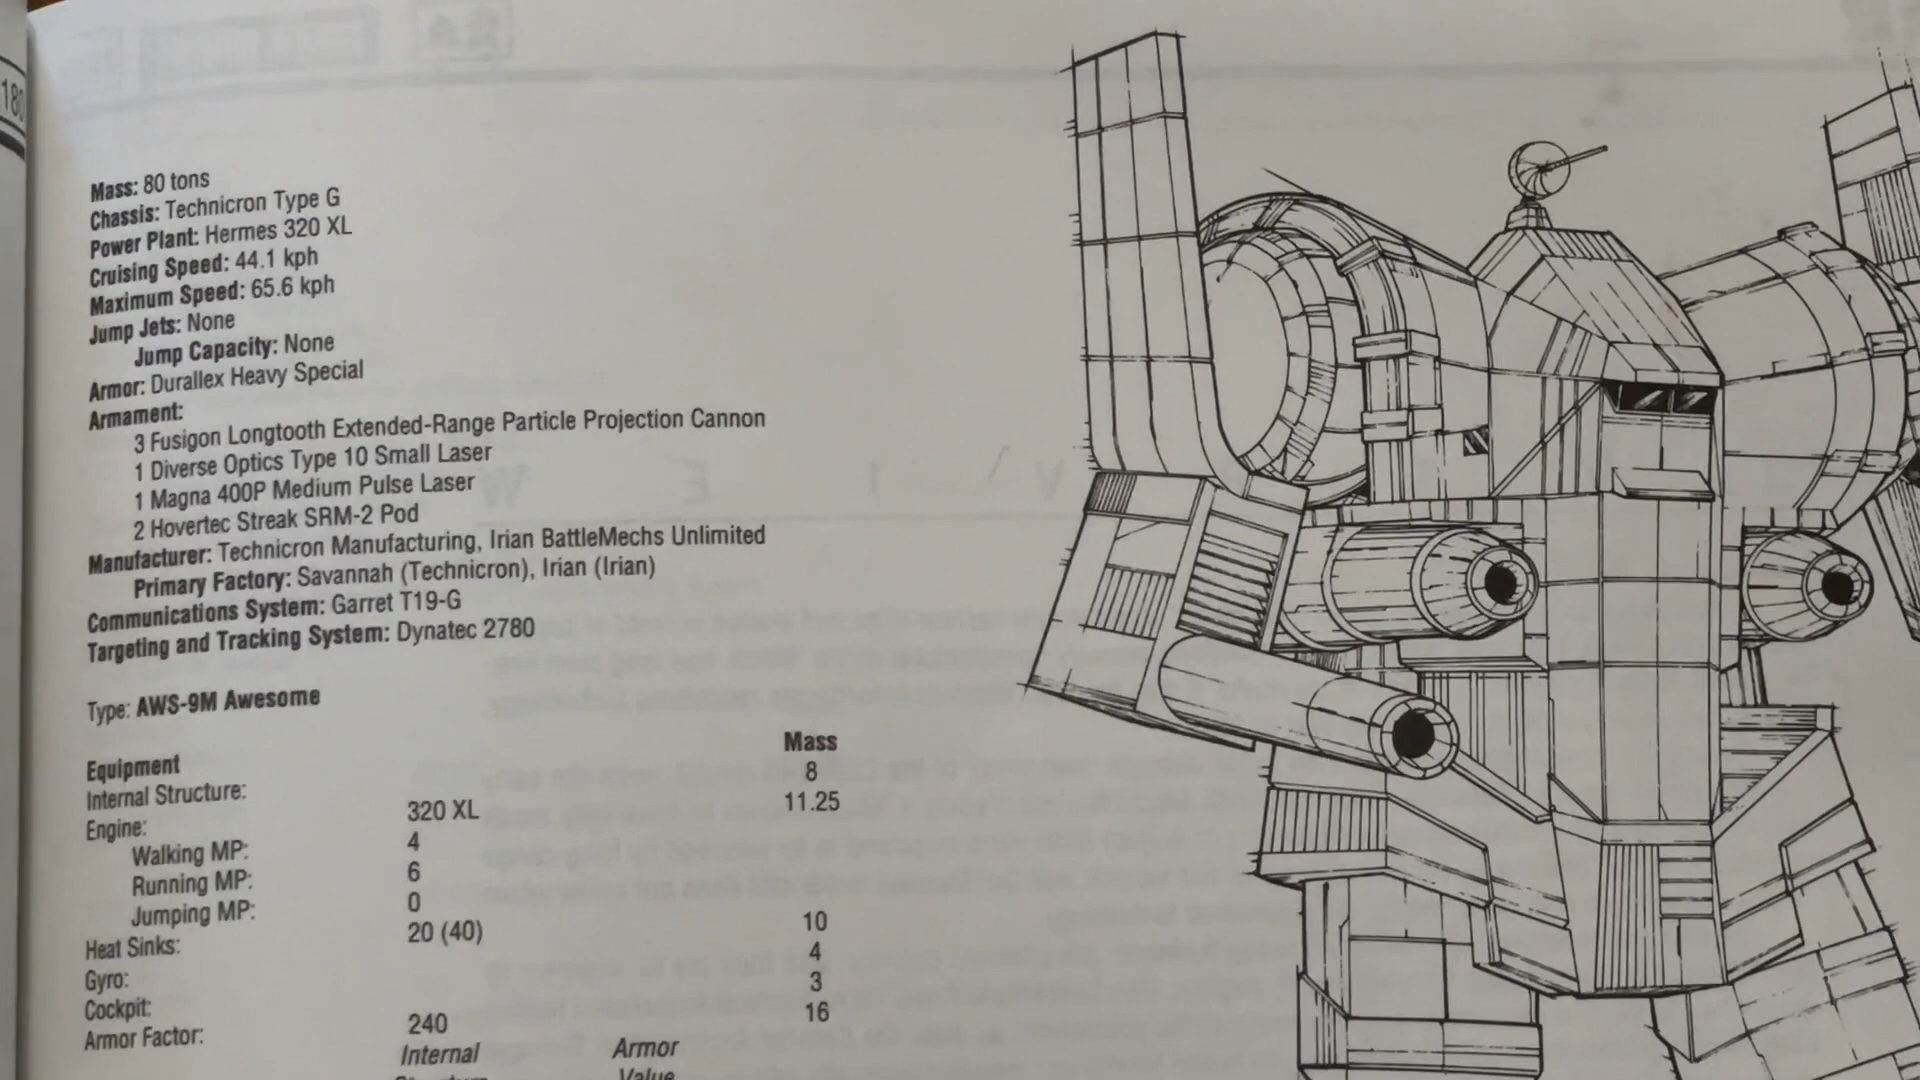 180
Mass: 80 tons
Chassis: Technicron Type G
Power Plant: Hermes 320 XL
Cruising Speed: 44.1 kph
Maximum Speed: 65.6 kph
Jump Jets: None
Jump Capacity: None
Armor: Durallex Heavy Special
Armament:
3 Fusigon Longtooth Extended-Range Particle Projection Cannon
1 Diverse Optics Type 10 Small Laser
1 Magna 400P Medium Pulse Laser
2 Hovertec Streak SRM-2 Pod
Manufacturer: Technicron Manufacturing, Irian BattleMechs Unlimited
Primary Factory: Savannah (Technicron), Irian (Irian)
Communications System: Garret T19-G
Targeting and Tracking System: Dynatec 2780
Type: AWS-9M Awesome
Equipment Mass
Internal Structure: 8
Engine: 320 XL 11.25
Walking MP: 4
Running MP: 6
Jumping MP: 0
Heat Sinks: 20 (40) 10
Gyro: 4
Cockpit: 3
Armor Factor: 240 16
Internal Armor
Value